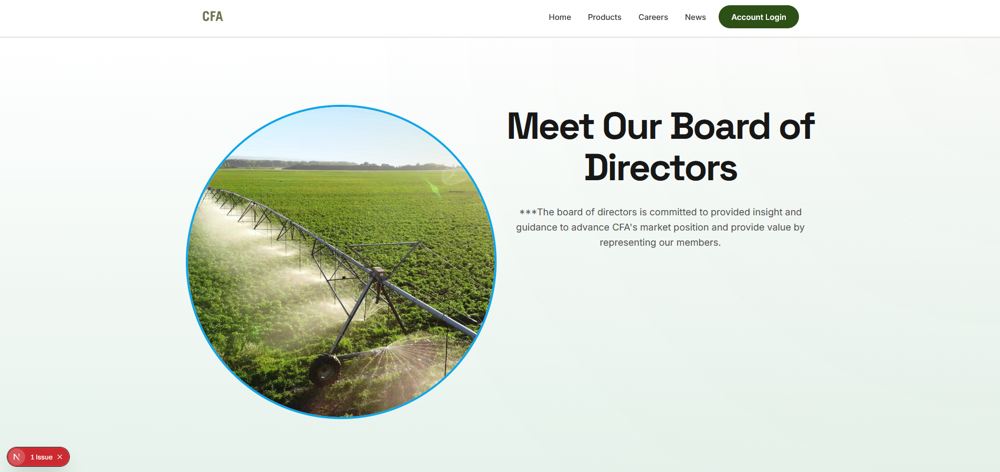 CFA
Home
Products
Careers
News
Account Login
Meet Our Board of
Directors
***The board of directors is committed to provided insight and
guidance to advance CFA's market position and provide value by
representing our members.
N
1 Issue